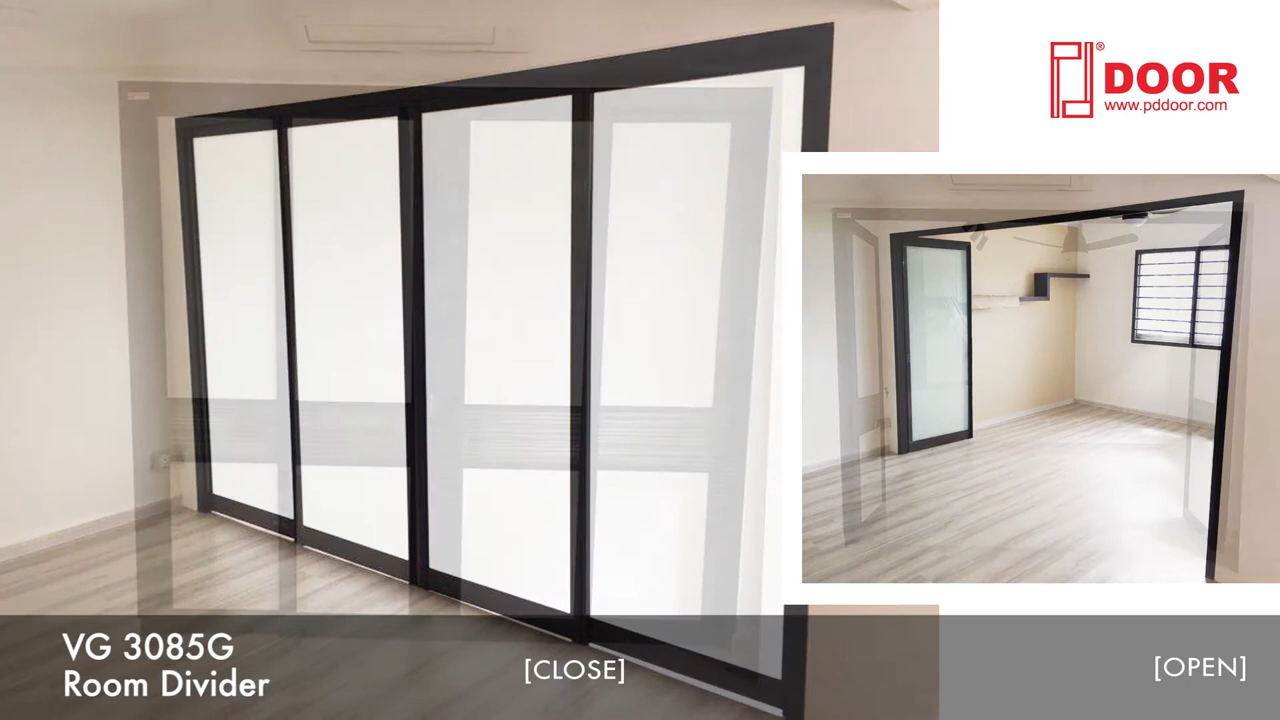 DOOR
www.pddoor.com
VG 3085G
Room Divider
[CLOSE]
[OPEN]